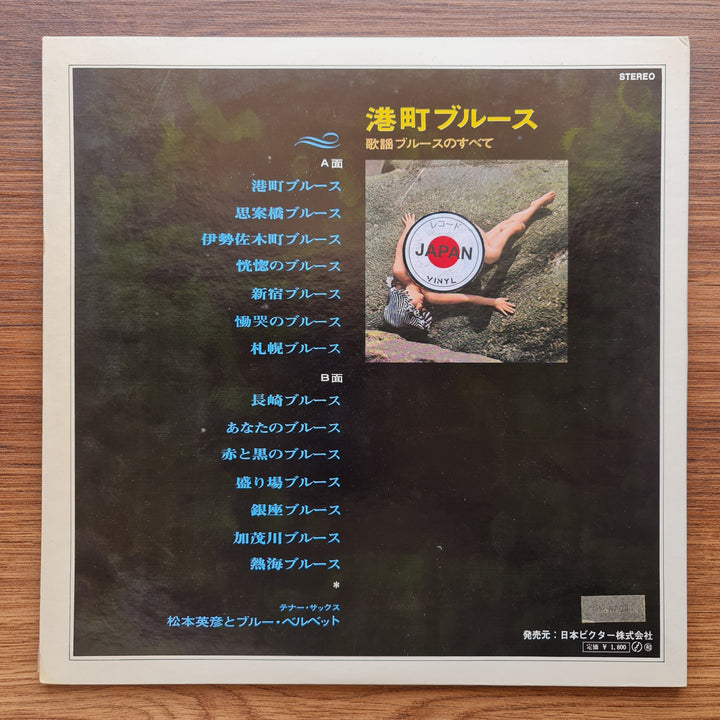 STEREO
港町ブルース
歌謡ブルースのすべて
A面
港町ブルース
思案橋ブルース
伊勢佐木町ブルース
恍惚のブルース
新宿ブルース
慟哭のブルース
札幌ブルース
B面
長崎ブルース
あなたのブルース
赤と黒のブルース
盛り場ブルース
銀座ブルース
加茂川ブルース
熱海ブルース
*
テナー・サックス
松本英彦とブルー・ベルベット
レコード
JAPAN
VINYL
発売元:日本ビクター株式会社
定価 ¥ 1,800